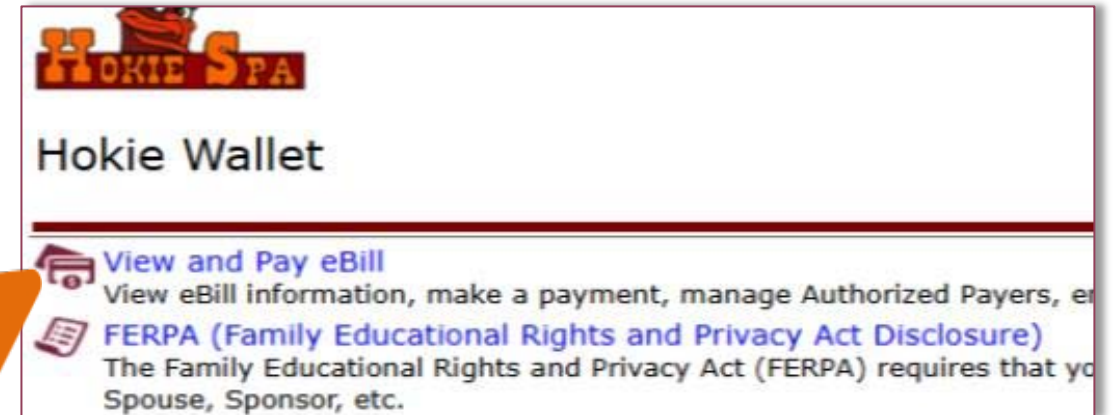 HOKIE SPA
Hokie Wallet
View and Pay eBill
View eBill information, make a payment, manage Authorized Payers,
FERPA (Family Educational Rights and Privacy Act Disclosure)
The Family Educational Rights and Privacy Act (FERPA) requires that
Spouse, Sponsor, etc.